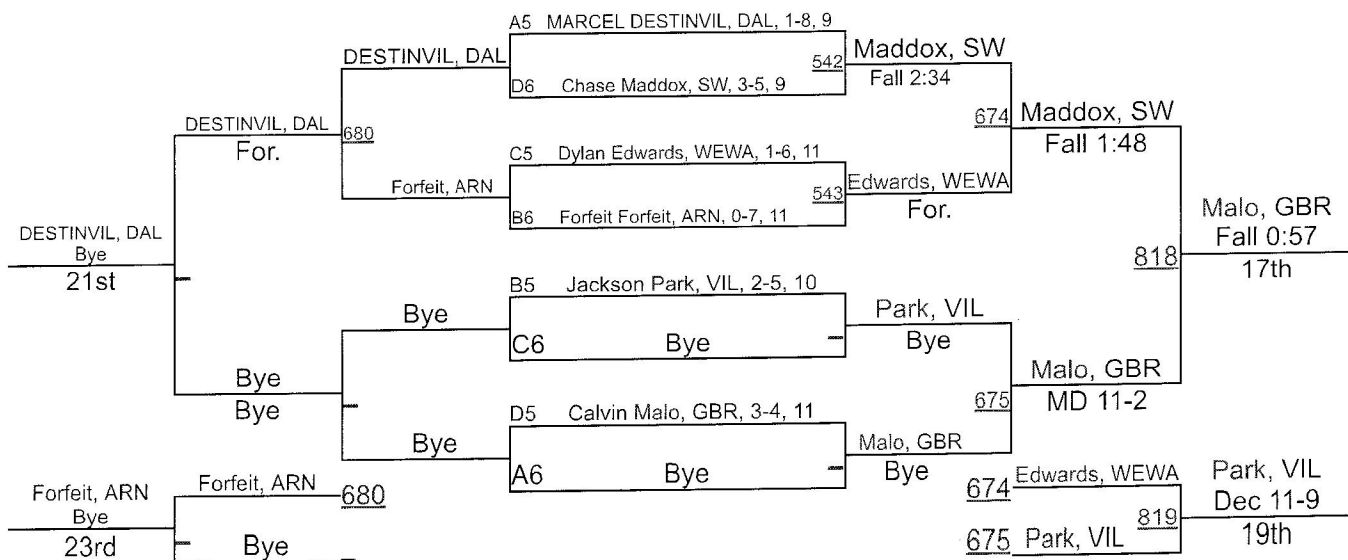 A5 MARCEL DESTINVIL, DAL, 1-8, 9
DESTINVIL, DAL
542
Maddox, SW
Fall 2:34
D6 Chase Maddox, SW, 3-5, 9
DESTINVIL, DAL
For.
680
674
Maddox, SW
Fall 1:48
C5 Dylan Edwards, WEWA, 1-6, 11
Forfeit, ARN
543
Edwards, WEWA
For.
B6 Forfeit Forfeit, ARN, 0-7, 11
DESTINVIL, DAL
Bye
21st
818
Malo, GBR
Fall 0:57
17th
B5 Jackson Park, VIL, 2-5, 10
Bye
Park, VIL
Bye
C6 Bye
Bye
Bye
675
Malo, GBR
MD 11-2
D5 Calvin Malo, GBR, 3-4, 11
Bye
Malo, GBR
Bye
A6 Bye
Forfeit, ARN
Bye
23rd
Forfeit, ARN
680
Bye
674 Edwards, WEWA
819
675 Park, VIL
Park, VIL
Dec 11-9
19th